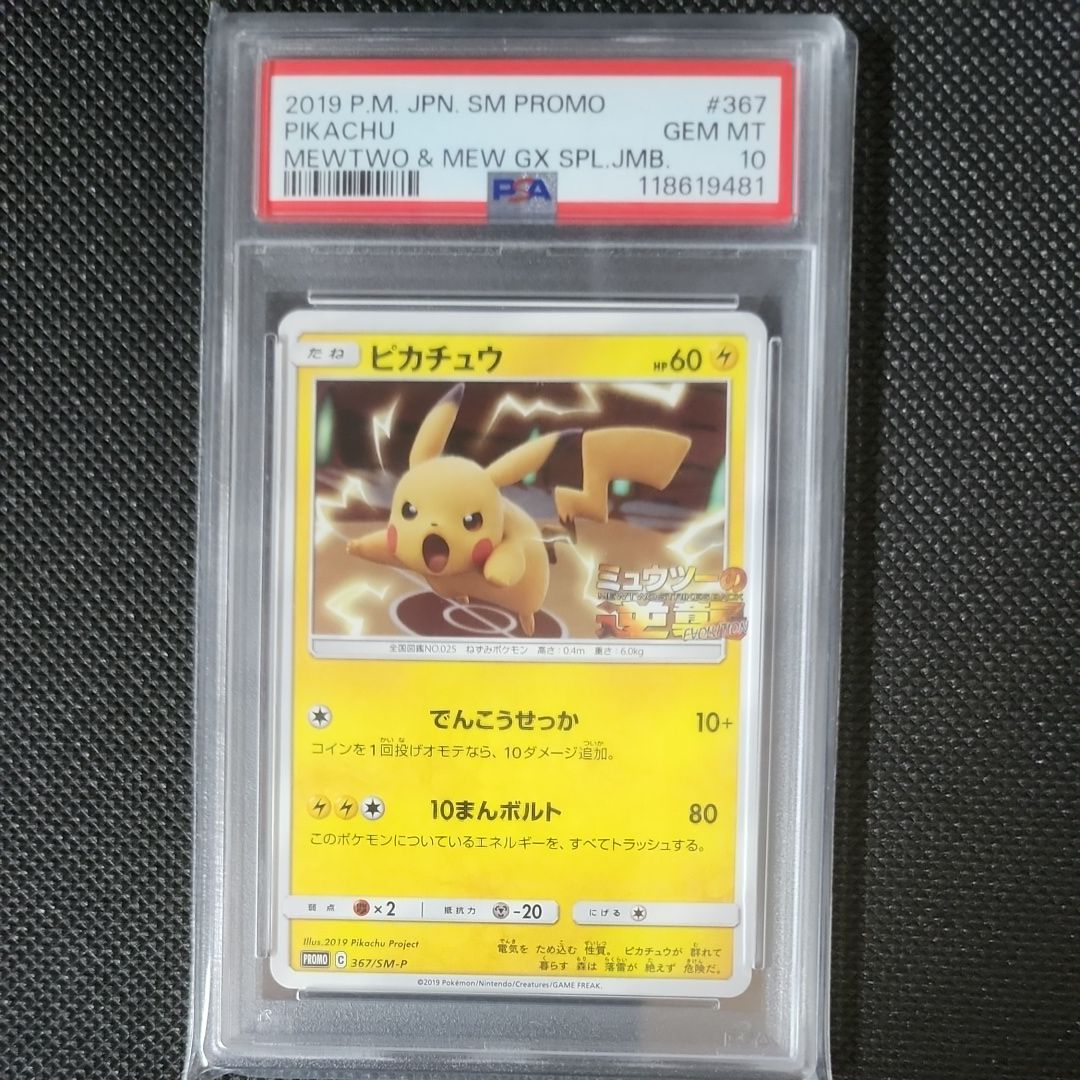 2019 P.M. JPN. SM PROMO #367
PIKACHU GEM MT
MEWTWO & MEW GX SPL.JMB. 10
PSA 118619481
たね ピカチュウ HP60
ミュウツーの
MEWTWO STRIKES BACK
逆襲
EVOLUTION
全国図鑑NO.025 ねずみポケモン 高さ:0.4m 重さ:6.0kg
でんこうせっか 10+
コインを1回投げオモテなら、10ダメージ追加。
10まんボルト 80
このポケモンについているエネルギーを、すべてトラッシュする。
弱点 ×2 抵抗力 -20 にげる
Illus.2019 Pikachu Project
電気を ため込む 性質。 ピカチュウが 群れて
暮らす 森は 落雷が 絶えず 危険だ。
PROMO C 367/SM-P
©2019 Pokémon/Nintendo/Creatures/GAME FREAK.